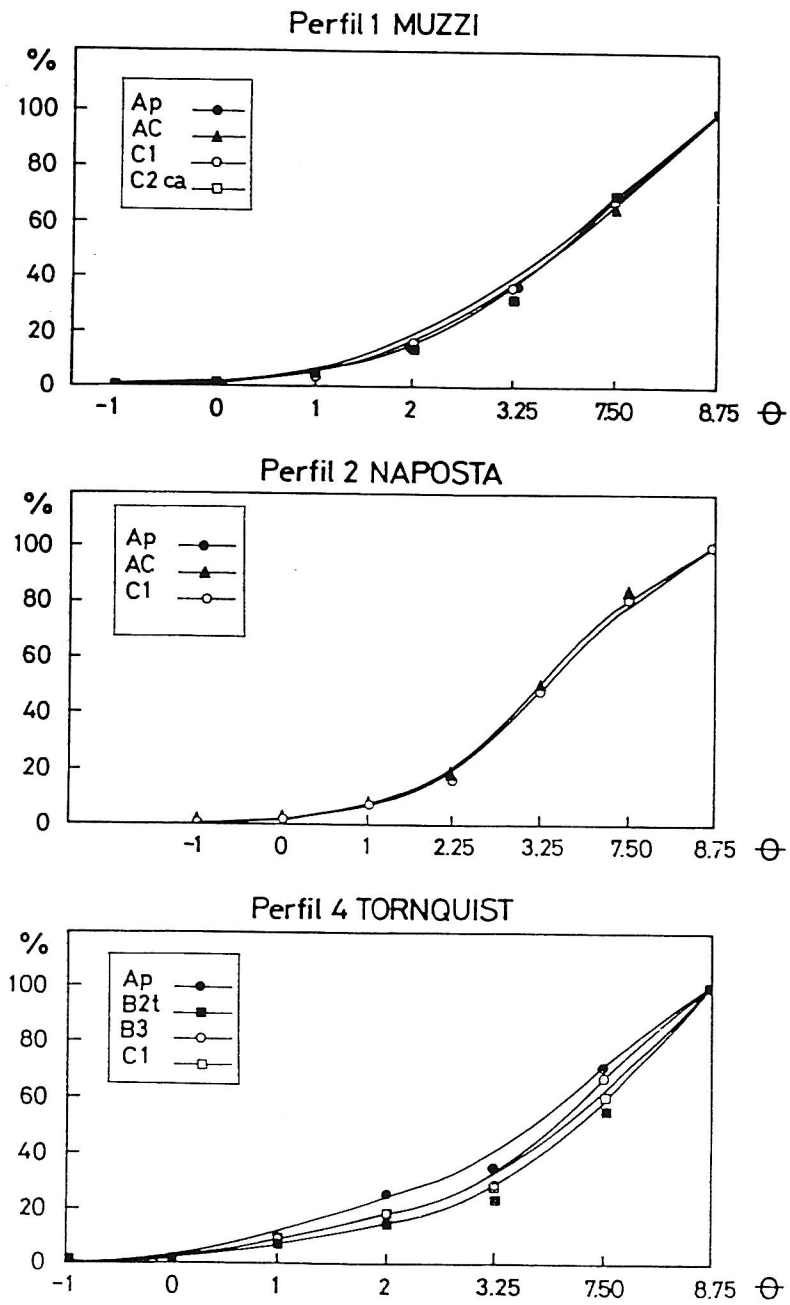 Perfil 1 MUZZI
%
Ap
AC
C1
C2 ca
100
80
60
40
20
0
-1 0 1 2 3.25 7.50 8.75 ϴ
Perfil 2 NAPOSTA
%
Ap
AC
C1
100
80
60
40
20
0
-1 0 1 2.25 3.25 7.50 8.75 ϴ
Perfil 4 TORNQUIST
%
Ap
B2t
B3
C1
100
80
60
40
20
0
-1 0 1 2 3.25 7.50 8.75 ϴ